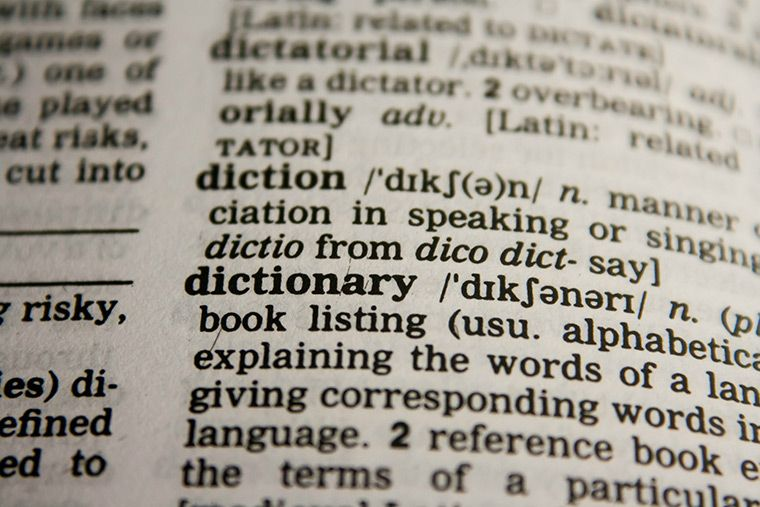 with faces
games or
.) one of
played
eat risks,
cut into
risky,
ies) di-
efined
ed to
[Latin: related to DICTATE]
dictatorial /ˌdɪktəˈtɔːrɪəl/ adj.
like a dictator. 2 overbearing.
orially adv. [Latin: related
TATOR]
diction /ˈdɪkʃ(ə)n/ n. manner
ciation in speaking or singing
dictio from dico dict- say]
dictionary /ˈdɪkʃənərɪ/ n. (pl
book listing (usu. alphabetica
explaining the words of a lan
giving corresponding words in
language. 2 reference book e
the terms of a particular